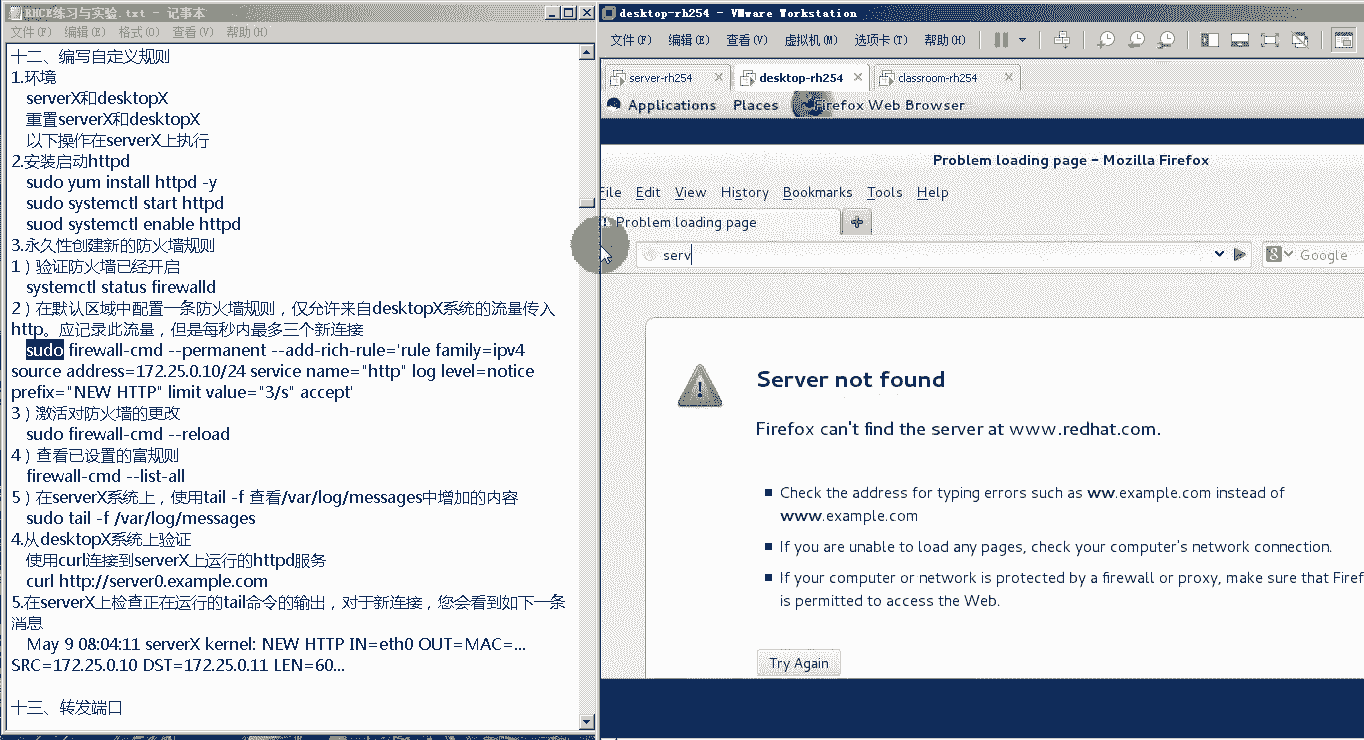 RHCE练习与实验.txt - 记事本
文件(F) 编辑(E) 格式(O) 查看(V) 帮助(H)
十二、编写自定义规则
1.环境
serverX和desktopX
重置serverX和desktopX
以下操作在serverX上执行
2.安装启动httpd
sudo yum install httpd -y
sudo systemctl start httpd
suod systemctl enable httpd
3.永久性创建新的防火墙规则
1）验证防火墙已经开启
systemctl status firewalld
2）在默认区域中配置一条防火墙规则，仅允许来自desktopX系统的流量传入
http。应记录此流量，但是每秒内最多三个新连接
sudo firewall-cmd --permanent --add-rich-rule='rule family=ipv4
source address=172.25.0.10/24 service name="http" log level=notice
prefix="NEW HTTP" limit value="3/s" accept'
3）激活对防火墙的更改
sudo firewall-cmd --reload
4）查看已设置的富规则
firewall-cmd --list-all
5）在serverX系统上，使用tail -f 查看/var/log/messages中增加的内容
sudo tail -f /var/log/messages
4.从desktopX系统上验证
使用curl连接到serverX上运行的httpd服务
curl http://server0.example.com
5.在serverX上检查正在运行的tail命令的输出，对于新连接，您会看到如下一条
消息
May 9 08:04:11 serverX kernel: NEW HTTP IN=eth0 OUT=MAC=...
SRC=172.25.0.10 DST=172.25.0.11 LEN=60...
十三、转发端口
desktop-rh254 - VMware Workstation
文件(F) 编辑(E) 查看(V) 虚拟机(M) 选项卡(T) 帮助(H)
server-rh254 desktop-rh254 classroom-rh254
Applications Places Firefox Web Browser
Problem loading page - Mozilla Firefox
File Edit View History Bookmarks Tools Help
Problem loading page
serv
Google
Server not found
Firefox can't find the server at www.redhat.com.
Check the address for typing errors such as ww.example.com instead of
www.example.com
If you are unable to load any pages, check your computer's network connection.
If your computer or network is protected by a firewall or proxy, make sure that Firef
is permitted to access the Web.
Try Again